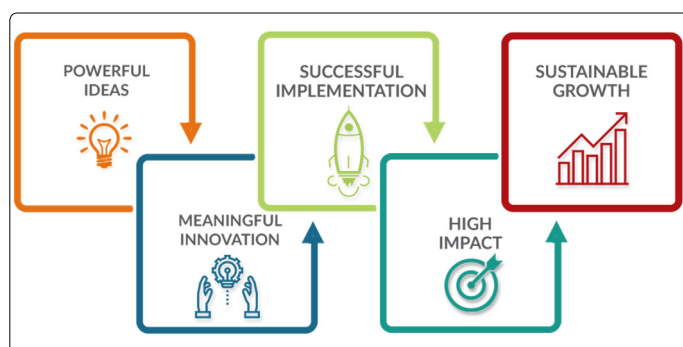 POWERFUL
IDEAS
MEANINGFUL
INNOVATION
SUCCESSFUL
IMPLEMENTATION
HIGH
IMPACT
SUSTAINABLE
GROWTH